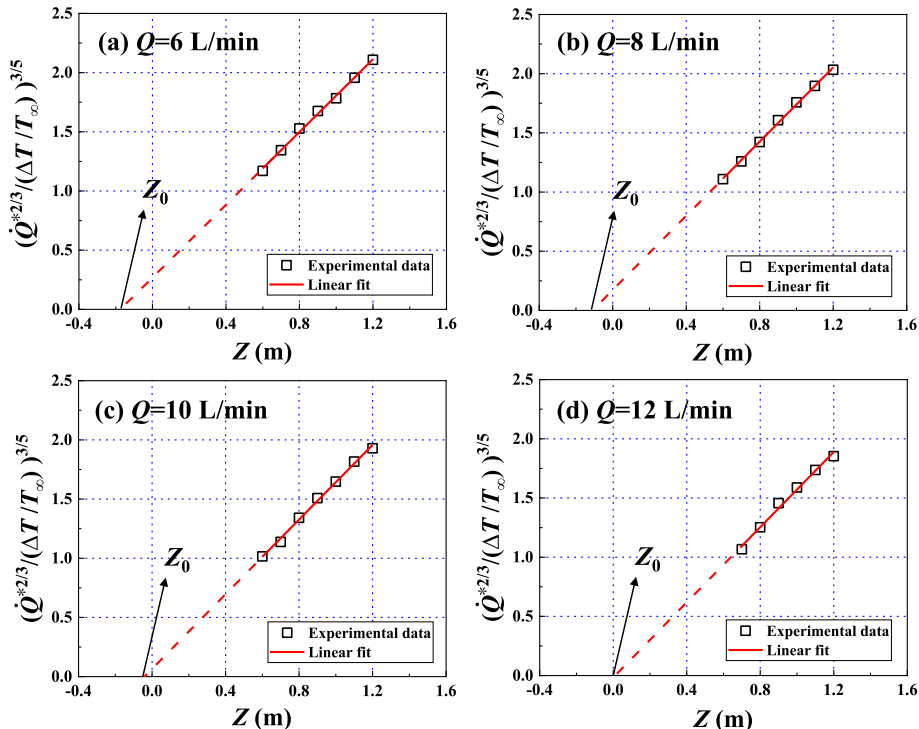 (a) Q=6 L/min
2.5
2.0
1.5
1.0
0.5
0.0
(Q̇*2/3/(ΔT/T∞))3/5
Z0
Experimental data
Linear fit
-0.4 0.0 0.4 0.8 1.2 1.6
Z (m)
(b) Q=8 L/min
2.5
2.0
1.5
1.0
0.5
0.0
(Q̇*2/3/(ΔT/T∞))3/5
Z0
Experimental data
Linear fit
-0.4 0.0 0.4 0.8 1.2 1.6
Z (m)
(c) Q=10 L/min
2.5
2.0
1.5
1.0
0.5
0.0
(Q̇*2/3/(ΔT/T∞))3/5
Z0
Experimental data
Linear fit
-0.4 0.0 0.4 0.8 1.2 1.6
Z (m)
(d) Q=12 L/min
2.5
2.0
1.5
1.0
0.5
0.0
(Q̇*2/3/(ΔT/T∞))3/5
Z0
Experimental data
Linear fit
-0.4 0.0 0.4 0.8 1.2 1.6
Z (m)